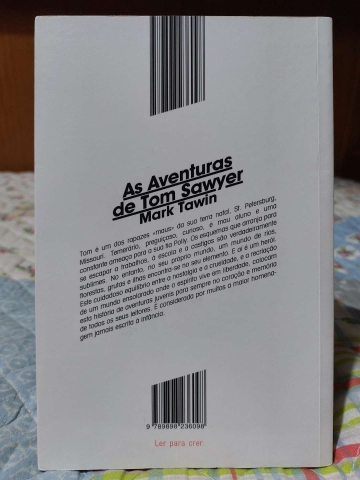 As Aventuras
de Tom Sawyer
Mark Tawin
Tom é um dos rapazes «maus» da sua terra natal, St. Petersburg,
Missouri. Temerário, preguiçoso, curioso, é mau aluno e uma
constante ameaça para a sua tia Polly. Os esquemas que arranja para
se escapar a trabalhos, à escola e a castigos são verdadeiramente
sublimes. No entanto, no seu próprio mundo, um mundo de rios,
florestas, grutas e ilhas encontra-se no seu elemento. E aí é um herói.
Este cuidadoso equilíbrio entre a nostalgia e a crueldade, e a recriação
de um mundo ensolarado onde o espírito vive em liberdade, colocam
esta história de aventuras juvenis para sempre no coração e memória
de todos os seus leitores. É considerada por muitos a maior homena-
gem jamais escrita à infância.
9 789898 236098
Ler para crer